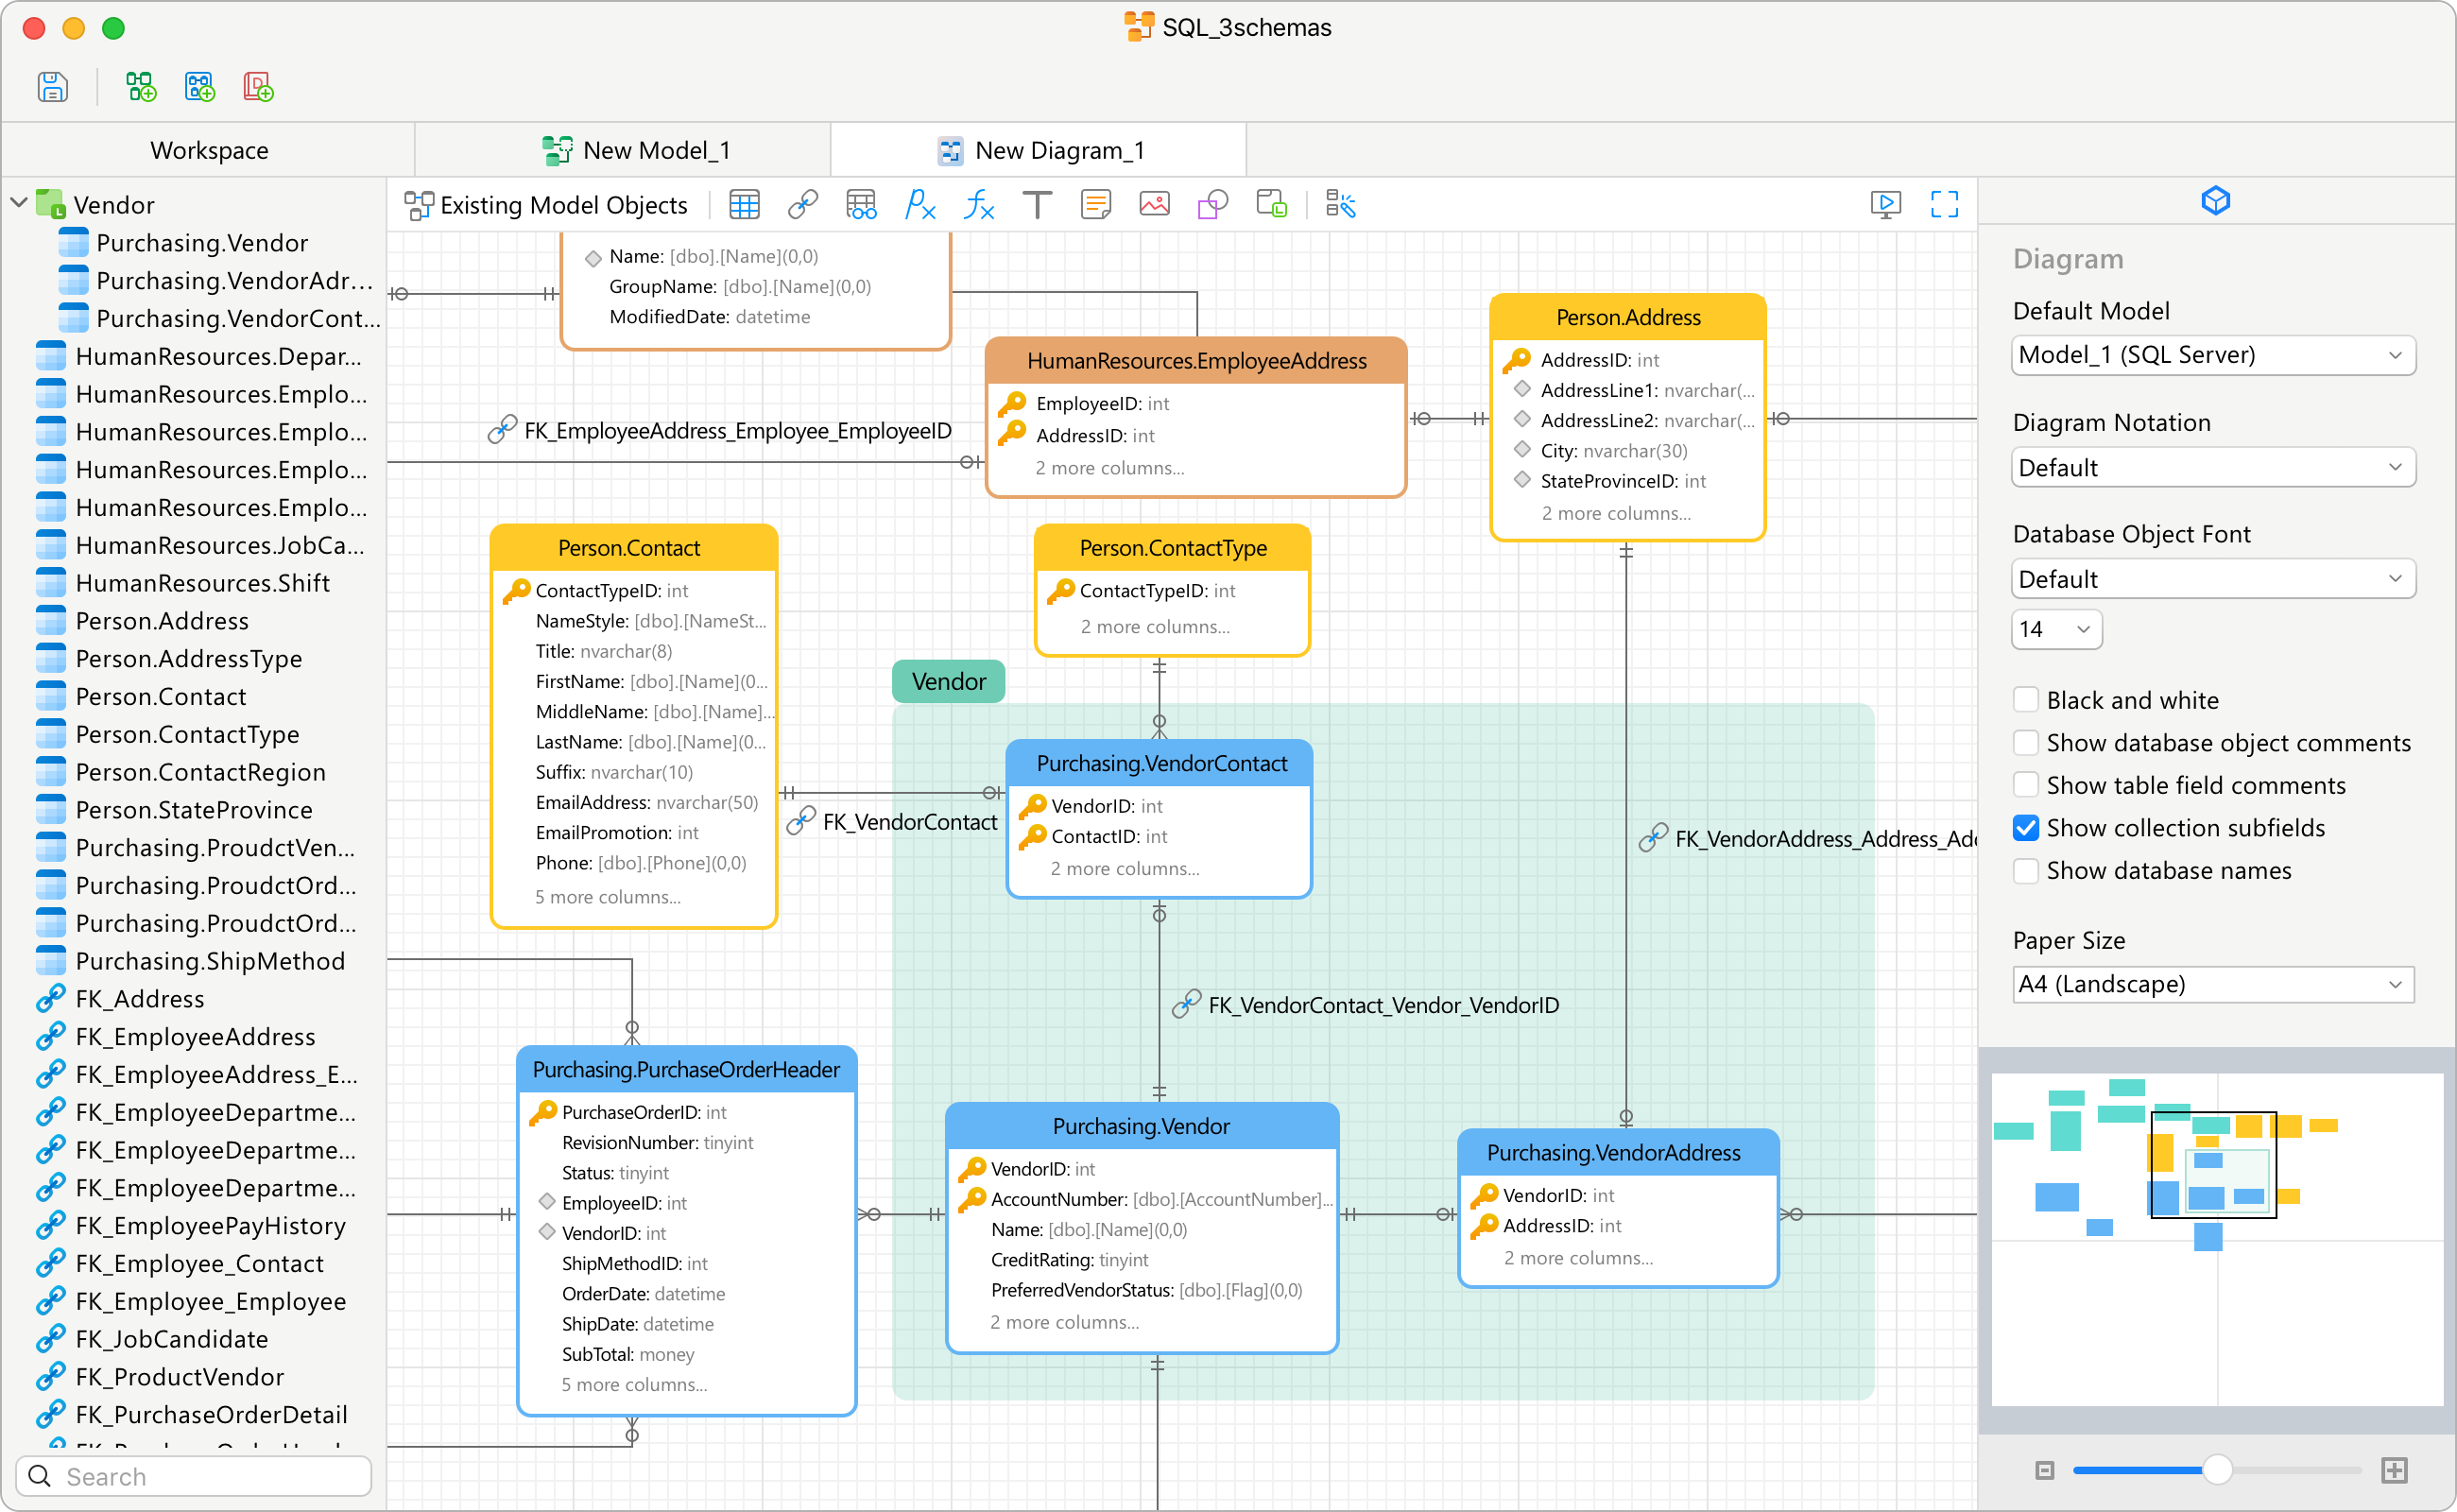 SQL_3schemas
Workspace
New Model_1
New Diagram_1
Vendor
Purchasing.Vendor
Purchasing.VendorAdr...
Purchasing.VendorCont...
HumanResources.Depar...
HumanResources.Emplo...
HumanResources.Emplo...
HumanResources.Emplo...
HumanResources.Emplo...
HumanResources.JobCa...
HumanResources.Shift
Person.Address
Person.AddressType
Person.Contact
Person.ContactType
Person.ContactRegion
Person.StateProvince
Purchasing.ProudctVen...
Purchasing.ProudctOrd...
Purchasing.ProudctOrd...
Purchasing.ShipMethod
FK_Address
FK_EmployeeAddress
FK_EmployeeAddress_E...
FK_EmployeeDepartme...
FK_EmployeeDepartme...
FK_EmployeeDepartme...
FK_EmployeePayHistory
FK_Employee_Contact
FK_Employee_Employee
FK_JobCandidate
FK_ProductVendor
FK_PurchaseOrderDetail
Search
Existing Model Objects
Name: [dbo].[Name](0,0)
GroupName: [dbo].[Name](0,0)
ModifiedDate: datetime
HumanResources.EmployeeAddress
EmployeeID: int
AddressID: int
2 more columns...
Person.Address
AddressID: int
AddressLine1: nvarchar(...
AddressLine2: nvarchar(...
City: nvarchar(30)
StateProvinceID: int
2 more columns...
FK_EmployeeAddress_Employee_EmployeeID
Person.Contact
ContactTypeID: int
NameStyle: [dbo].[NameSt...
Title: nvarchar(8)
FirstName: [dbo].[Name](0...
MiddleName: [dbo].[Name]...
LastName: [dbo].[Name](0...
Suffix: nvarchar(10)
EmailAddress: nvarchar(50)
EmailPromotion: int
Phone: [dbo].[Phone](0,0)
5 more columns...
Person.ContactType
ContactTypeID: int
2 more columns...
Vendor
Purchasing.VendorContact
VendorID: int
ContactID: int
2 more columns...
FK_VendorContact
FK_VendorAddress_Address_Add
FK_VendorContact_Vendor_VendorID
Purchasing.PurchaseOrderHeader
PurchaseOrderID: int
RevisionNumber: tinyint
Status: tinyint
EmployeeID: int
VendorID: int
ShipMethodID: int
OrderDate: datetime
ShipDate: datetime
SubTotal: money
5 more columns...
Purchasing.Vendor
VendorID: int
AccountNumber: [dbo].[AccountNumber]...
Name: [dbo].[Name](0,0)
CreditRating: tinyint
PreferredVendorStatus: [dbo].[Flag](0,0)
2 more columns...
Purchasing.VendorAddress
VendorID: int
AddressID: int
2 more columns...
Diagram
Default Model
Model_1 (SQL Server)
Diagram Notation
Default
Database Object Font
Default
14
Black and white
Show database object comments
Show table field comments
Show collection subfields
Show database names
Paper Size
A4 (Landscape)